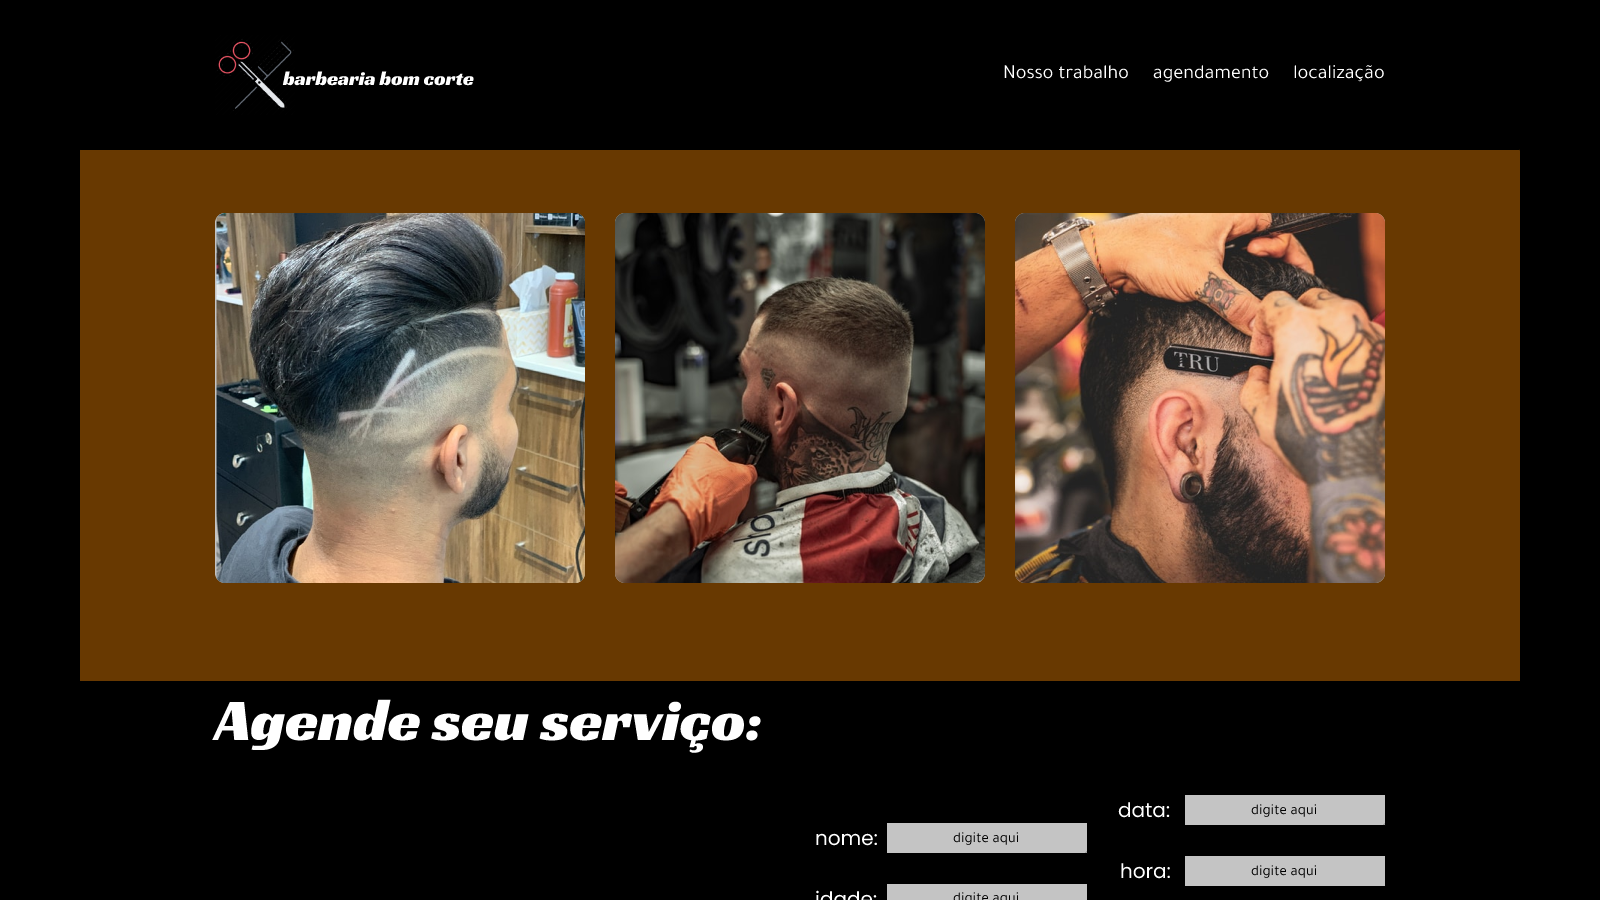 barbearia bom corte
Nosso trabalho agendamento localização
TRU
Agende seu serviço:
data: digite aqui
nome: digite aqui
hora: digite aqui
idade: digite aqui